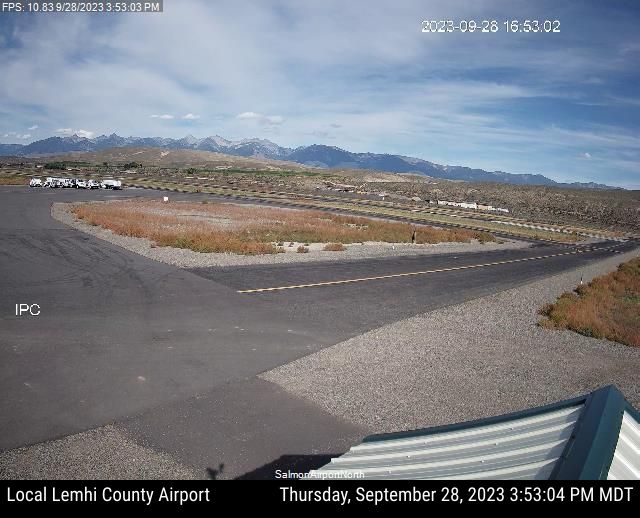 FPS: 10.83 9/28/2023 3:53:03 PM
2023-09-28 16:53:02
IPC
SalmonAirportNorth
Local Lemhi County Airport Thursday, September 28, 2023 3:53:04 PM MDT